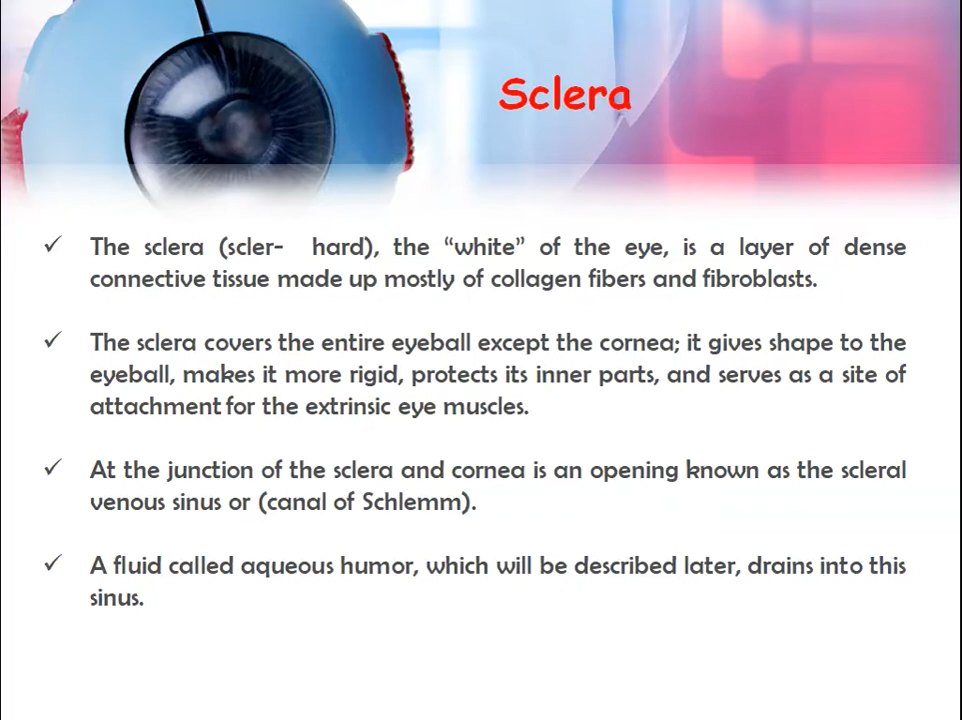 Sclera
✓ The sclera (scler- hard), the “white” of the eye, is a layer of dense
connective tissue made up mostly of collagen fibers and fibroblasts.
✓ The sclera covers the entire eyeball except the cornea; it gives shape to the
eyeball, makes it more rigid, protects its inner parts, and serves as a site of
attachment for the extrinsic eye muscles.
✓ At the junction of the sclera and cornea is an opening known as the scleral
venous sinus or (canal of Schlemm).
✓ A fluid called aqueous humor, which will be described later, drains into this
sinus.